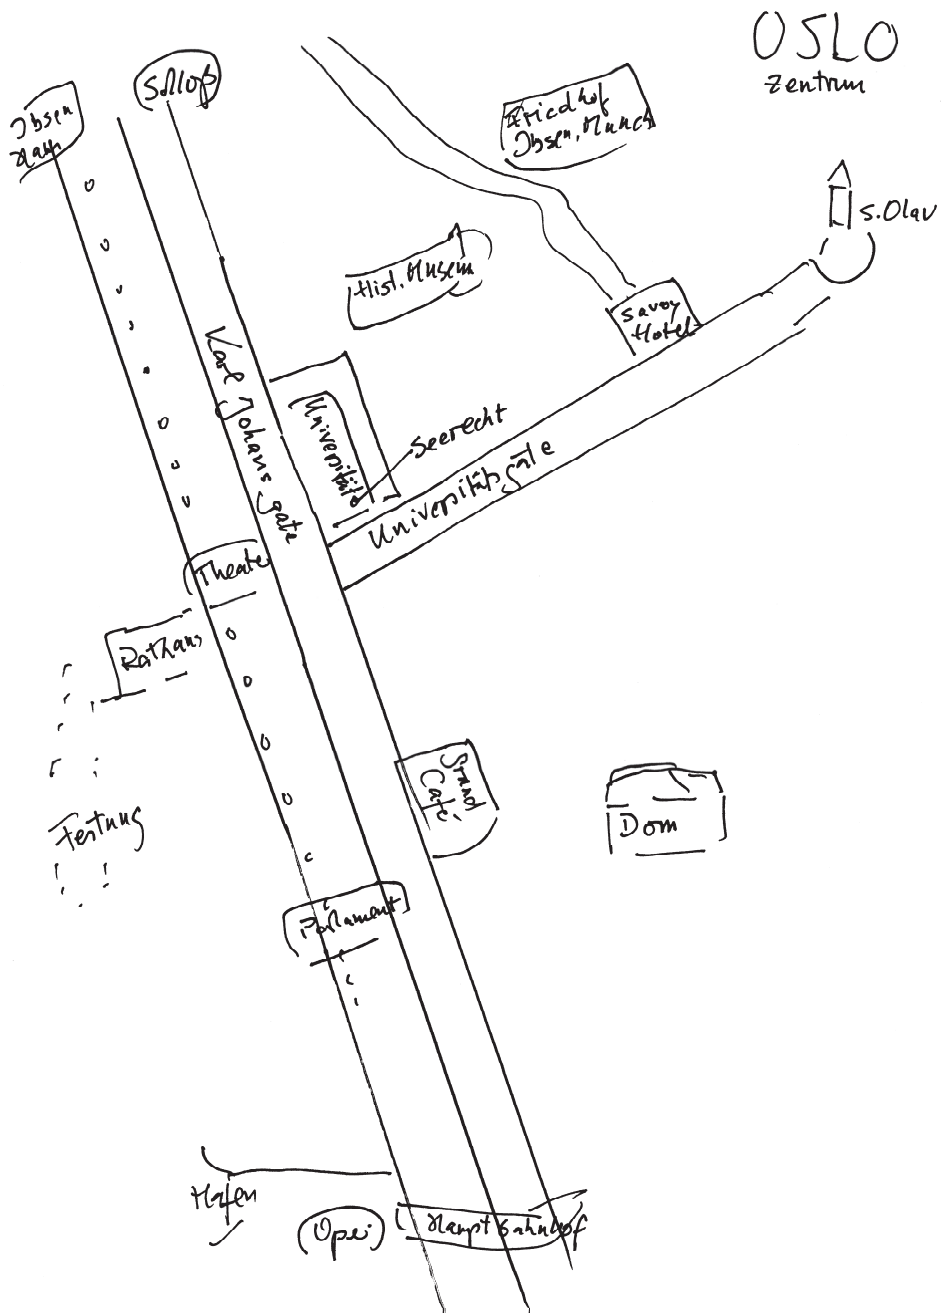 OSLO
Zentrum
Schloß
Ibsen
Haus
Friedhof
Ibsen, Munch
S. Olav
Hist. Museum
Savoy
Hotel
Karl Johans gate
Universität
Seerecht
Universitätsgate
Theater
Rathaus
Grand
Café
Festung
Dom
Parlament
Hafen
Oper
Hauptbahnhof